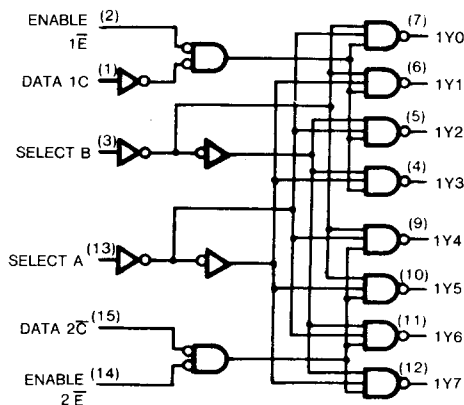 ENABLE (2)
1E̅
(1)
DATA 1C
(3)
SELECT B
(13)
SELECT A
DATA 2C̅ (15)
ENABLE (14)
2E̅
(7)
1Y0
(6)
1Y1
(5)
1Y2
(4)
1Y3
(9)
1Y4
(10)
1Y5
(11)
1Y6
(12)
1Y7